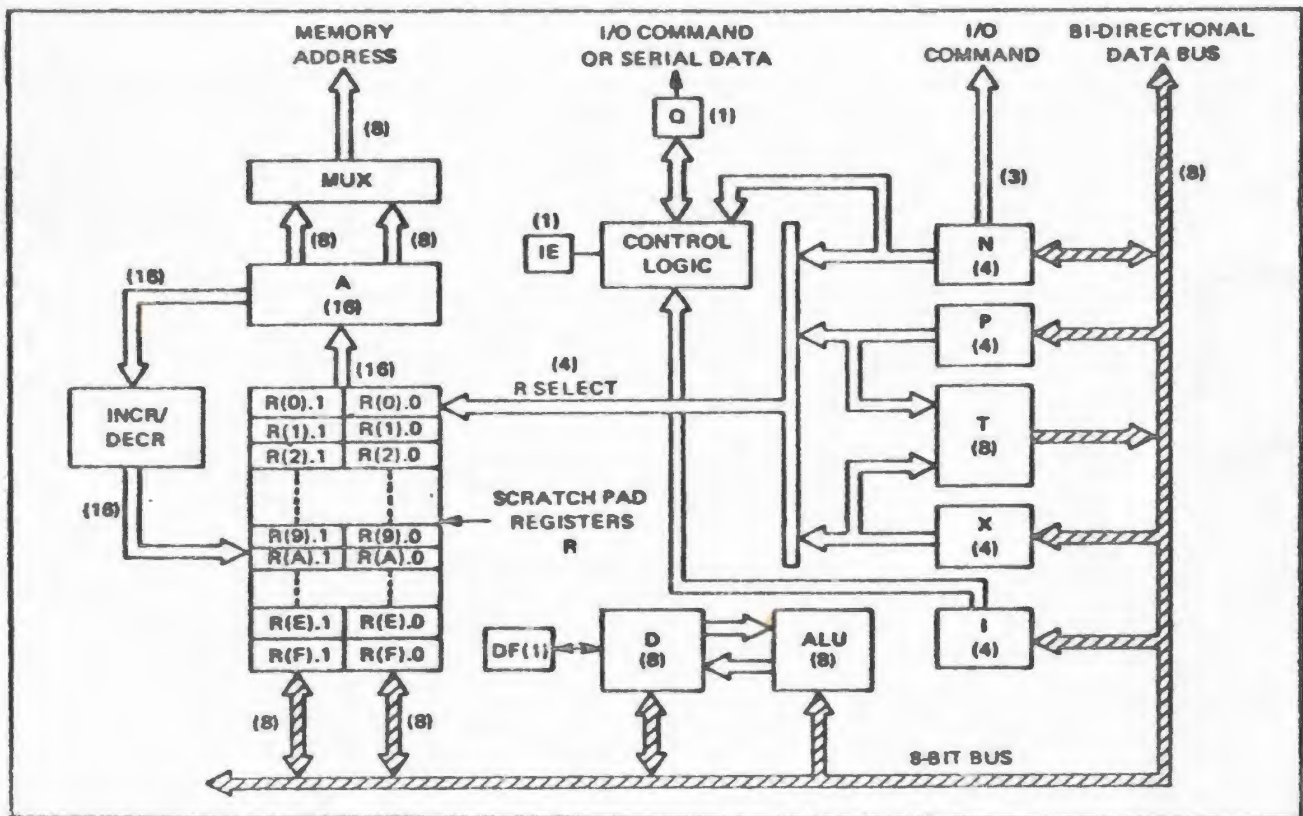 MEMORY
ADDRESS
I/O COMMAND
OR SERIAL DATA
I/O
COMMAND
BI-DIRECTIONAL
DATA BUS
(8)
Q
(1)
(3)
(8)
MUX
(8)
(8)
(1)
IE
CONTROL
LOGIC
N
(4)
(16)
A
(16)
P
(4)
(16)
(4)
R SELECT
INCR/
DECR
R(0).1
R(0).0
R(1).1
R(1).0
R(2).1
R(2).0
T
(8)
(16)
SCRATCH PAD
REGISTERS
R
R(9).1
R(9).0
R(A).1
R(A).0
X
(4)
R(E).1
R(E).0
R(F).1
R(F).0
DF(1)
D
(8)
ALU
(8)
I
(4)
(8)
(8)
8-BIT BUS